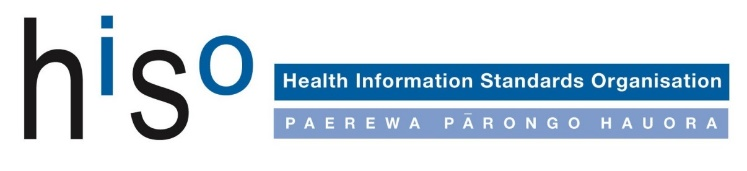 hiso
Health Information Standards Organisation
PAEREWA PĀRONGO HAUORA